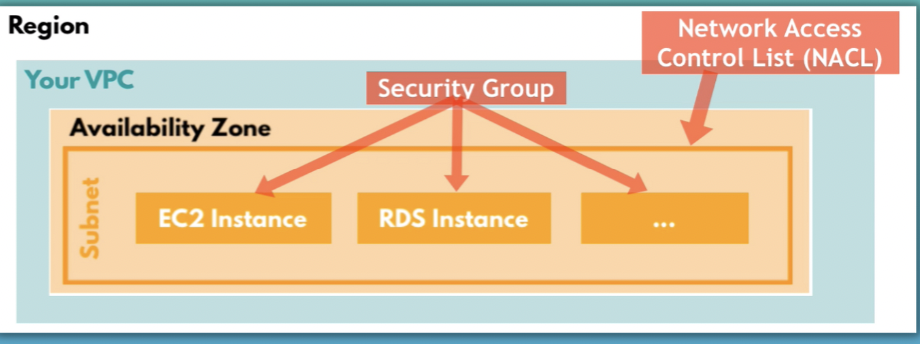 Region
Network Access
Control List (NACL)
Your VPC
Security Group
Availability Zone
Subnet
EC2 Instance
RDS Instance
...